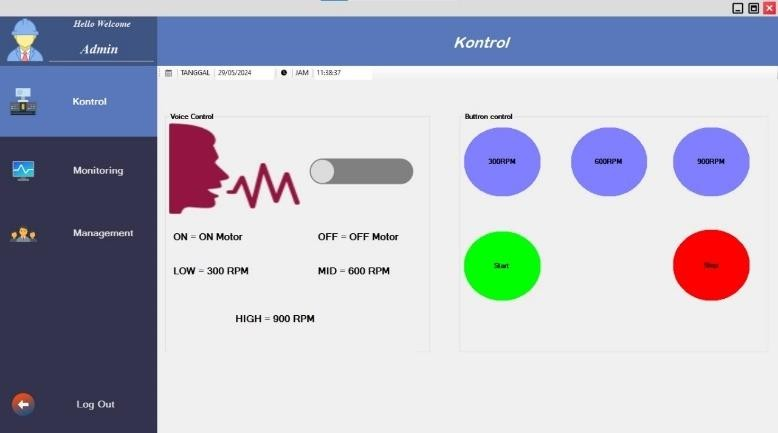 Hello Welcome
Admin
Kontrol
Kontrol
Monitoring
Management
Log Out
TANGGAL 29/05/2024 JAM 11:38:37
Voice Control
ON = ON Motor OFF = OFF Motor
LOW = 300 RPM MID = 600 RPM
HIGH = 900 RPM
Buttron control
300RPM 600RPM 900RPM
Start Stop